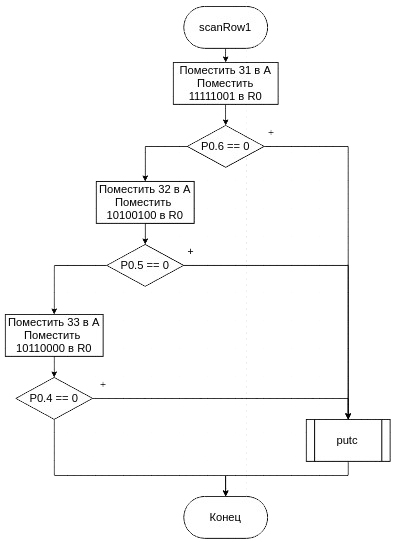 scanRow1
Поместить 31 в А
Поместить
11111001 в R0
P0.6 == 0
+
Поместить 32 в А
Поместить
10100100 в R0
P0.5 == 0
+
Поместить 33 в А
Поместить
10110000 в R0
P0.4 == 0
+
putc
Конец